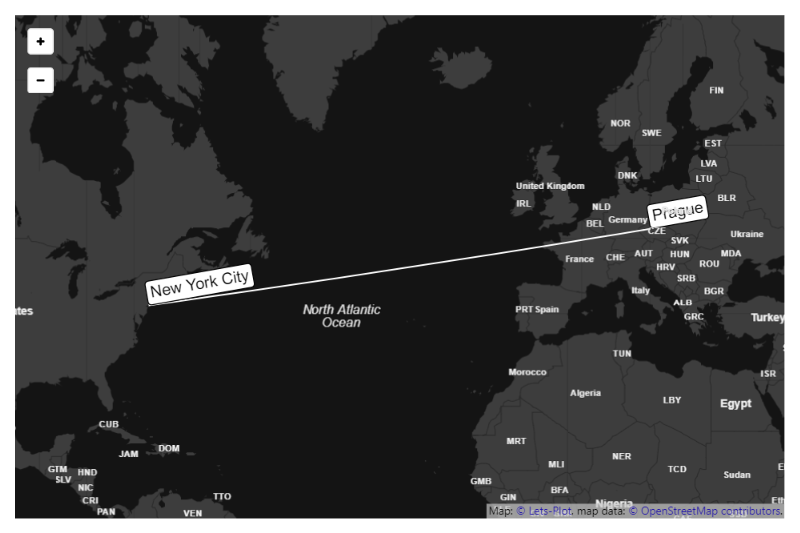 +
−
FIN
NOR
SWE
EST
LVA
DNK
LTU
United Kingdom
BLR
IRL
NLD
Prague
BEL
Germany
CZE
Ukraine
SVK
France
CHE
AUT
HUN
MDA
HRV
ROU
New York City
SRB
Italy
BGR
ALB
tes
North Atlantic
Ocean
PRT
Spain
GRC
Turkey
TUN
Morocco
ISR
Algeria
LBY
Egypt
CUB
MRT
JAM
DOM
NER
MLI
TCD
GTM
HND
Sudan
SLV
GMB
NIC
BFA
GIN
TTO
CRI
Nigeria
PAN
VEN
Map: © Lets-Plot, map data: © OpenStreetMap contributors.